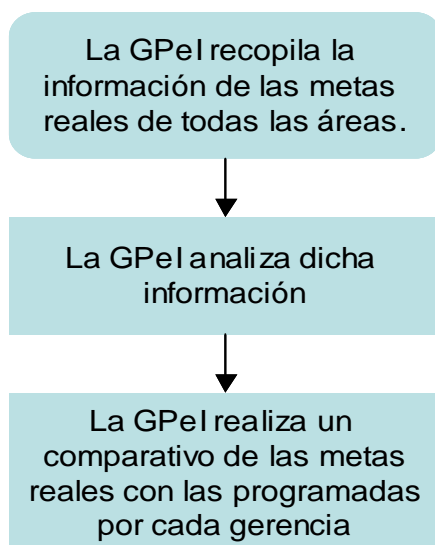 La GPeI recopila la
información de las metas
reales de todas las áreas.
La GPeI analiza dicha
información
La GPeI realiza un
comparativo de las metas
reales con las programadas
por cada gerencia